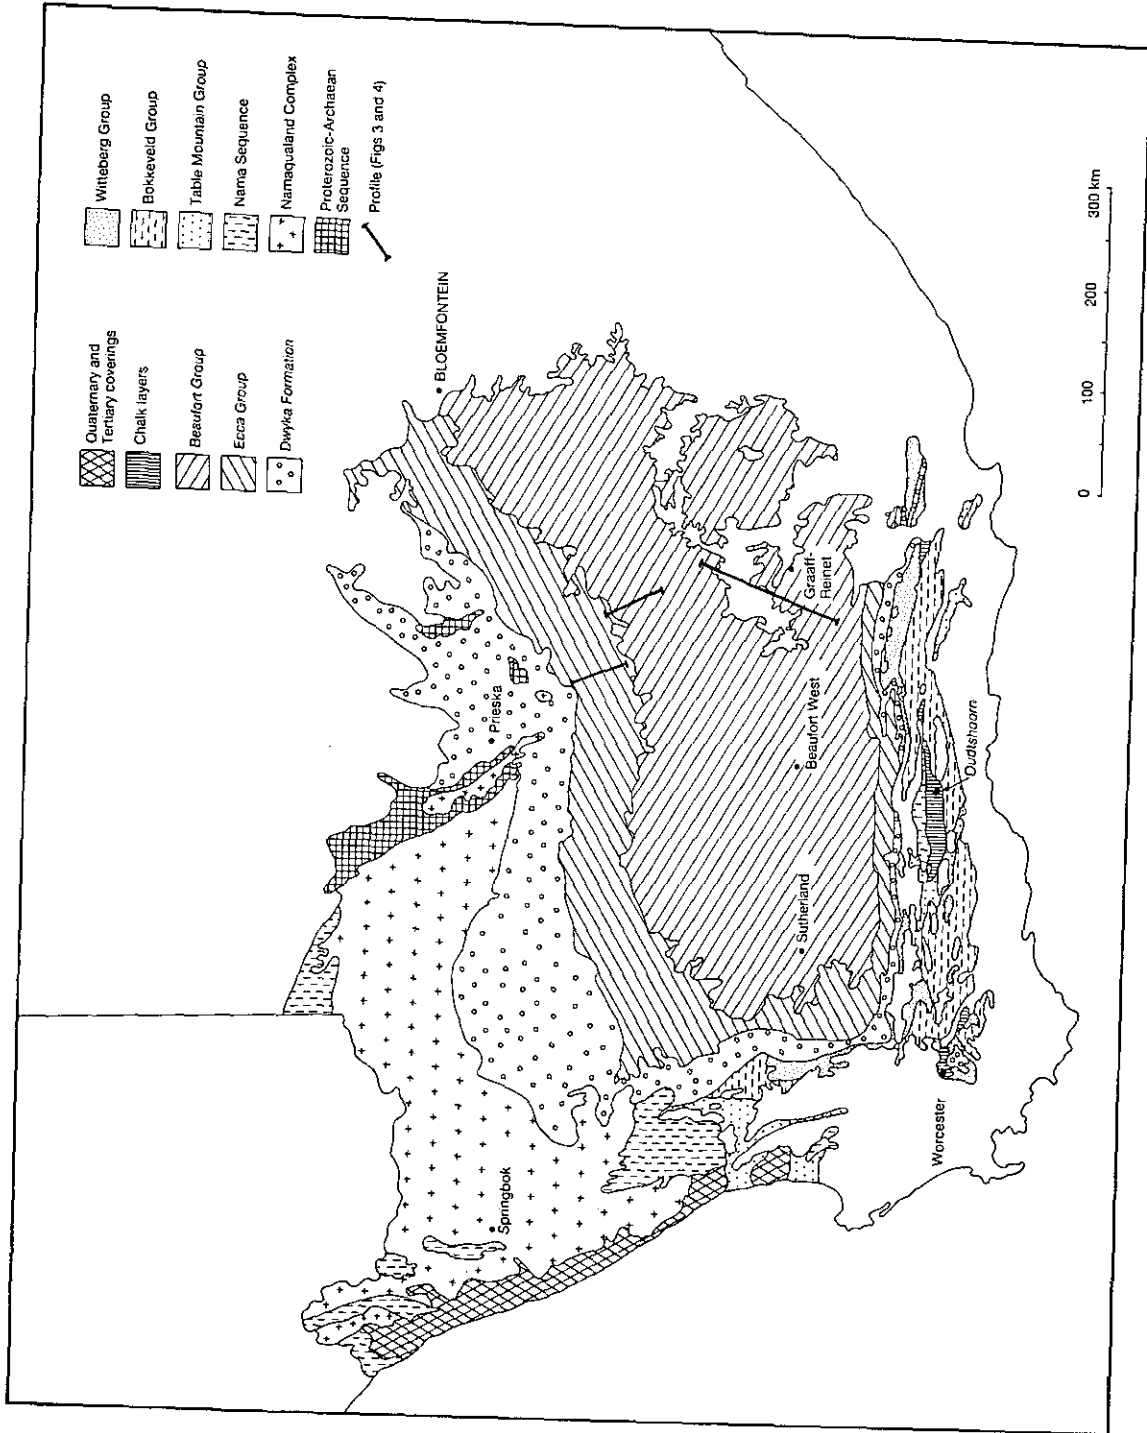 Quaternary and
Tertiary coverings
Chalk layers
Beaufort Group
Ecca Group
Dwyka Formation
Witteberg Group
Bokkeveld Group
Table Mountain Group
Nama Sequence
Namaqualand Complex
Proterozoic-Archaean
Sequence
Profile (Figs 3 and 4)
BLOEMFONTEIN
Prieska
Springbok
Graaff-
Reinet
Beaufort West
Sutherland
Oudtshoorn
Worcester
0
100
200
300 km